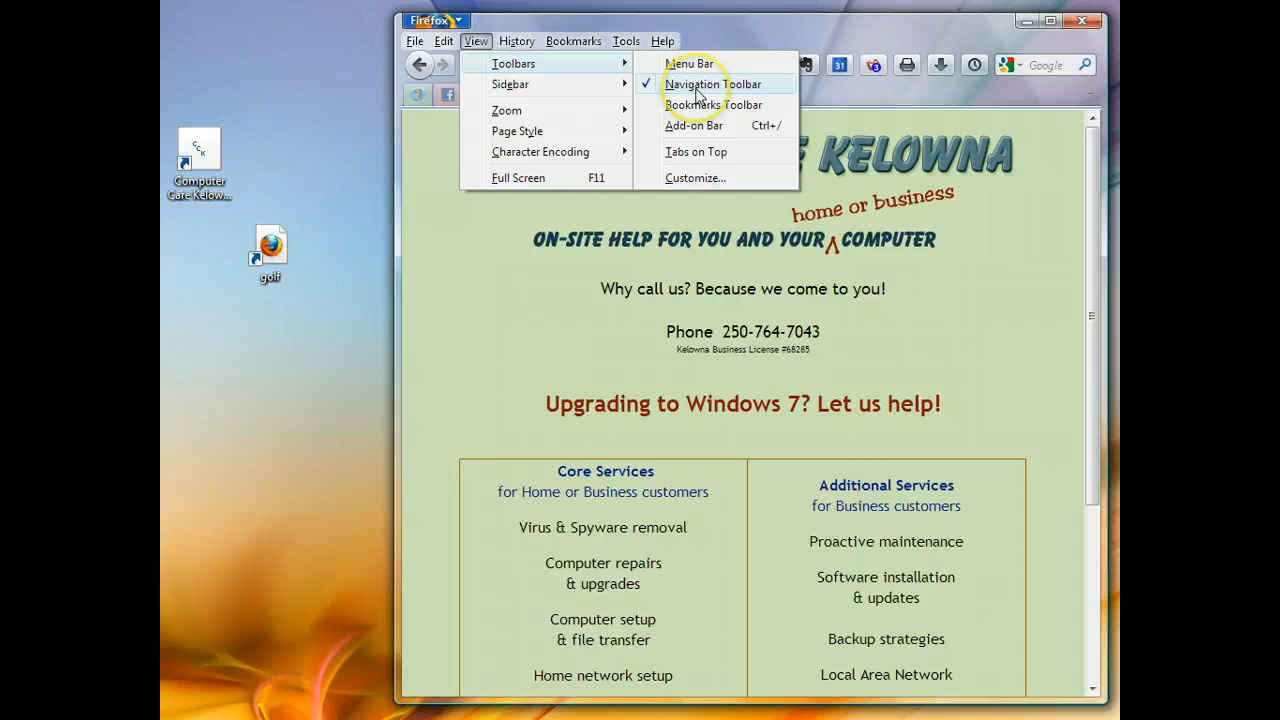 Firefox
File Edit View History Bookmarks Tools Help
Toolbars
Sidebar
Zoom
Page Style
Character Encoding
Full Screen F11
Menu Bar
✓ Navigation Toolbar
Bookmarks Toolbar
Add-on Bar Ctrl+/
Tabs on Top
Customize...
31
3
Google
CCK
Computer
Care Kelow...
golf
KELOWNA
home or business
ON-SITE HELP FOR YOU AND YOUR COMPUTER
Why call us? Because we come to you!
Phone 250-764-7043
Kelowna Business License #68285
Upgrading to Windows 7? Let us help!
Core Services
for Home or Business customers
Virus & Spyware removal
Computer repairs
& upgrades
Computer setup
& file transfer
Home network setup
Additional Services
for Business customers
Proactive maintenance
Software installation
& updates
Backup strategies
Local Area Network